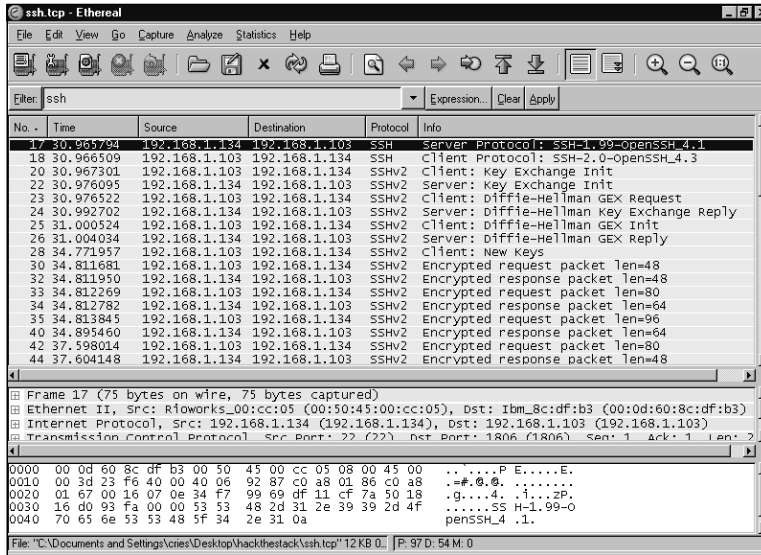 ssh.tcp - Ethereal
File Edit View Go Capture Analyze Statistics Help
Filter: ssh Expression... Clear Apply
No. Time Source Destination Protocol Info
17 30.965794 192.168.1.134 192.168.1.103 SSH Server Protocol: SSH-1.99-OpenSSH_4.1
18 30.966509 192.168.1.103 192.168.1.134 SSH Client Protocol: SSH-2.0-OpenSSH_4.3
20 30.967301 192.168.1.103 192.168.1.134 SSHv2 Client: Key Exchange Init
22 30.976095 192.168.1.134 192.168.1.103 SSHv2 Server: Key Exchange Init
23 30.976522 192.168.1.103 192.168.1.134 SSHv2 Client: Diffie-Hellman GEX Request
24 30.992702 192.168.1.134 192.168.1.103 SSHv2 Server: Diffie-Hellman Key Exchange Reply
25 31.000524 192.168.1.103 192.168.1.134 SSHv2 Client: Diffie-Hellman GEX Init
26 31.004034 192.168.1.134 192.168.1.103 SSHv2 Server: Diffie-Hellman GEX Reply
28 34.771957 192.168.1.103 192.168.1.134 SSHv2 Client: New Keys
30 34.811681 192.168.1.103 192.168.1.134 SSHv2 Encrypted request packet len=48
32 34.811950 192.168.1.134 192.168.1.103 SSHv2 Encrypted response packet len=48
33 34.812269 192.168.1.103 192.168.1.134 SSHv2 Encrypted request packet len=80
34 34.812782 192.168.1.134 192.168.1.103 SSHv2 Encrypted response packet len=64
35 34.813845 192.168.1.103 192.168.1.134 SSHv2 Encrypted request packet len=96
40 34.895460 192.168.1.134 192.168.1.103 SSHv2 Encrypted response packet len=64
42 37.598014 192.168.1.103 192.168.1.134 SSHv2 Encrypted request packet len=80
44 37.604148 192.168.1.134 192.168.1.103 SSHv2 Encrypted response packet len=48
Frame 17 (75 bytes on wire, 75 bytes captured)
Ethernet II, Src: Rioworks_00:cc:05 (00:50:45:00:cc:05), Dst: Ibm_8c:df:b3 (00:0d:60:8c:df:b3)
Internet Protocol, Src: 192.168.1.134 (192.168.1.134), Dst: 192.168.1.103 (192.168.1.103)
Transmission Control Protocol, Src Port: 22 (22), Dst Port: 1806 (1806), Seq: 1, Ack: 1, Len: 2
0000 00 0d 60 8c df b3 00 50 45 00 cc 05 08 00 45 00 ..`....P E.....E.
0010 00 3d 23 f6 40 00 40 06 92 87 c0 a8 01 86 c0 a8 .=#.@.@. ........
0020 01 67 00 16 07 0e 34 f7 99 69 df 11 cf 7a 50 18 .g....4. .i...zP.
0030 16 d0 93 fa 00 00 53 53 48 2d 31 2e 39 39 2d 4f ......SS H-1.99-O
0040 70 65 6e 53 53 48 5f 34 2e 31 0a penSSH_4 .1.
File: "C:\Documents and Settings\cries\Desktop\hackthestack\ssh.tcp" 12 KB 0... P: 97 D: 54 M: 0